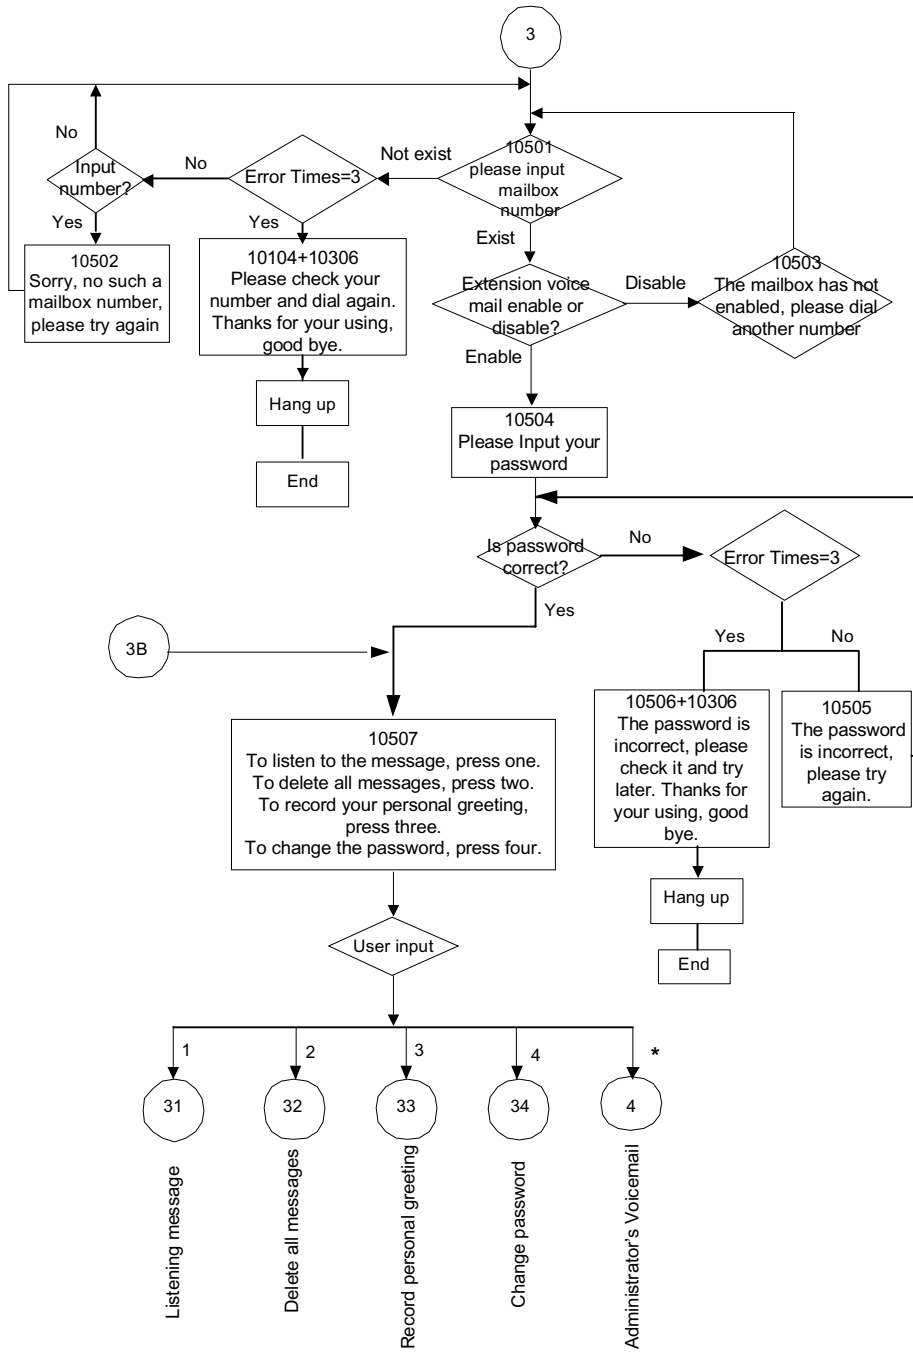 3
No
Input
number?
No
Error Times=3
Not exist
10501
please input
mailbox
number
Yes
Yes
Exist
10502
Sorry, no such a
mailbox number,
please try again
10104+10306
Please check your
number and dial again.
Thanks for your using,
good bye.
Extension voice
mail enable or
disable?
Disable
10503
The mailbox has not
enabled, please dial
another number
Enable
Hang up
End
10504
Please Input your
password
Is password
correct?
No
Error Times=3
Yes
3B
Yes
No
10507
To listen to the message, press one.
To delete all messages, press two.
To record your personal greeting,
press three.
To change the password, press four.
10506+10306
The password is
incorrect, please
check it and try
later. Thanks for
your using, good
bye.
10505
The password
is incorrect,
please try
again.
Hang up
End
User input
1
2
3
4
*
31
32
33
34
4
Listening message
Delete all messages
Record personal greeting
Change password
Administrator's Voicemail